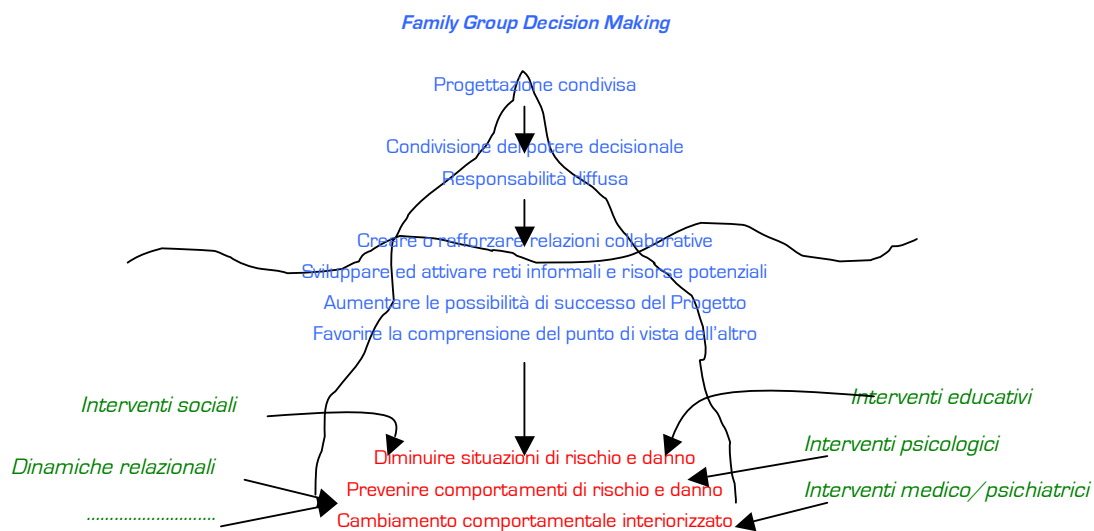 Family Group Decision Making
Progettazione condivisa
Condivisione del potere decisionale
Responsabilità diffusa
Creare o rafforzare relazioni collaborative
Sviluppare ed attivare reti informali e risorse potenziali
Aumentare le possibilità di successo del Progetto
Favorire la comprensione del punto di vista dell'altro
Interventi sociali
Interventi educativi
Diminuire situazioni di rischio e danno
Interventi psicologici
Dinamiche relazionali
Prevenire comportamenti di rischio e danno
Interventi medico/psichiatrici
............................
Cambiamento comportamentale interiorizzato